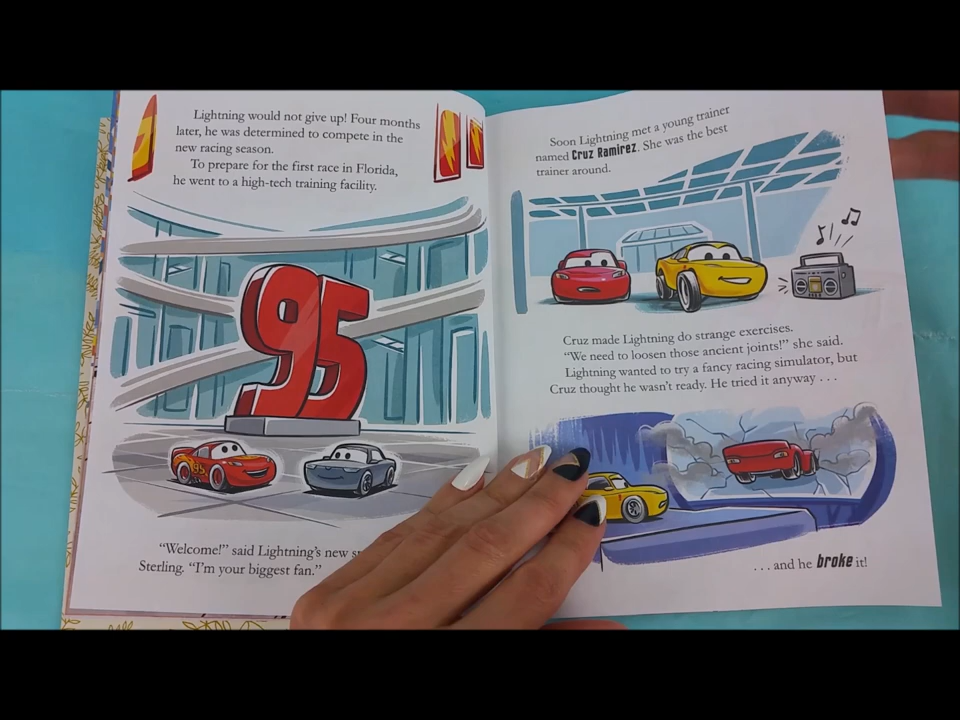 Lightning would not give up! Four months
later, he was determined to compete in the
new racing season.
To prepare for the first race in Florida,
he went to a high-tech training facility.
95
95
"Welcome!" said Lightning's new
Sterling. "I'm your biggest fan."
Soon Lightning met a young trainer
named Cruz Ramirez. She was the best
trainer around.
Cruz made Lightning do strange exercises.
"We need to loosen those ancient joints!" she said.
Lightning wanted to try a fancy racing simulator, but
Cruz thought he wasn't ready. He tried it anyway . . .
. . . and he broke it!